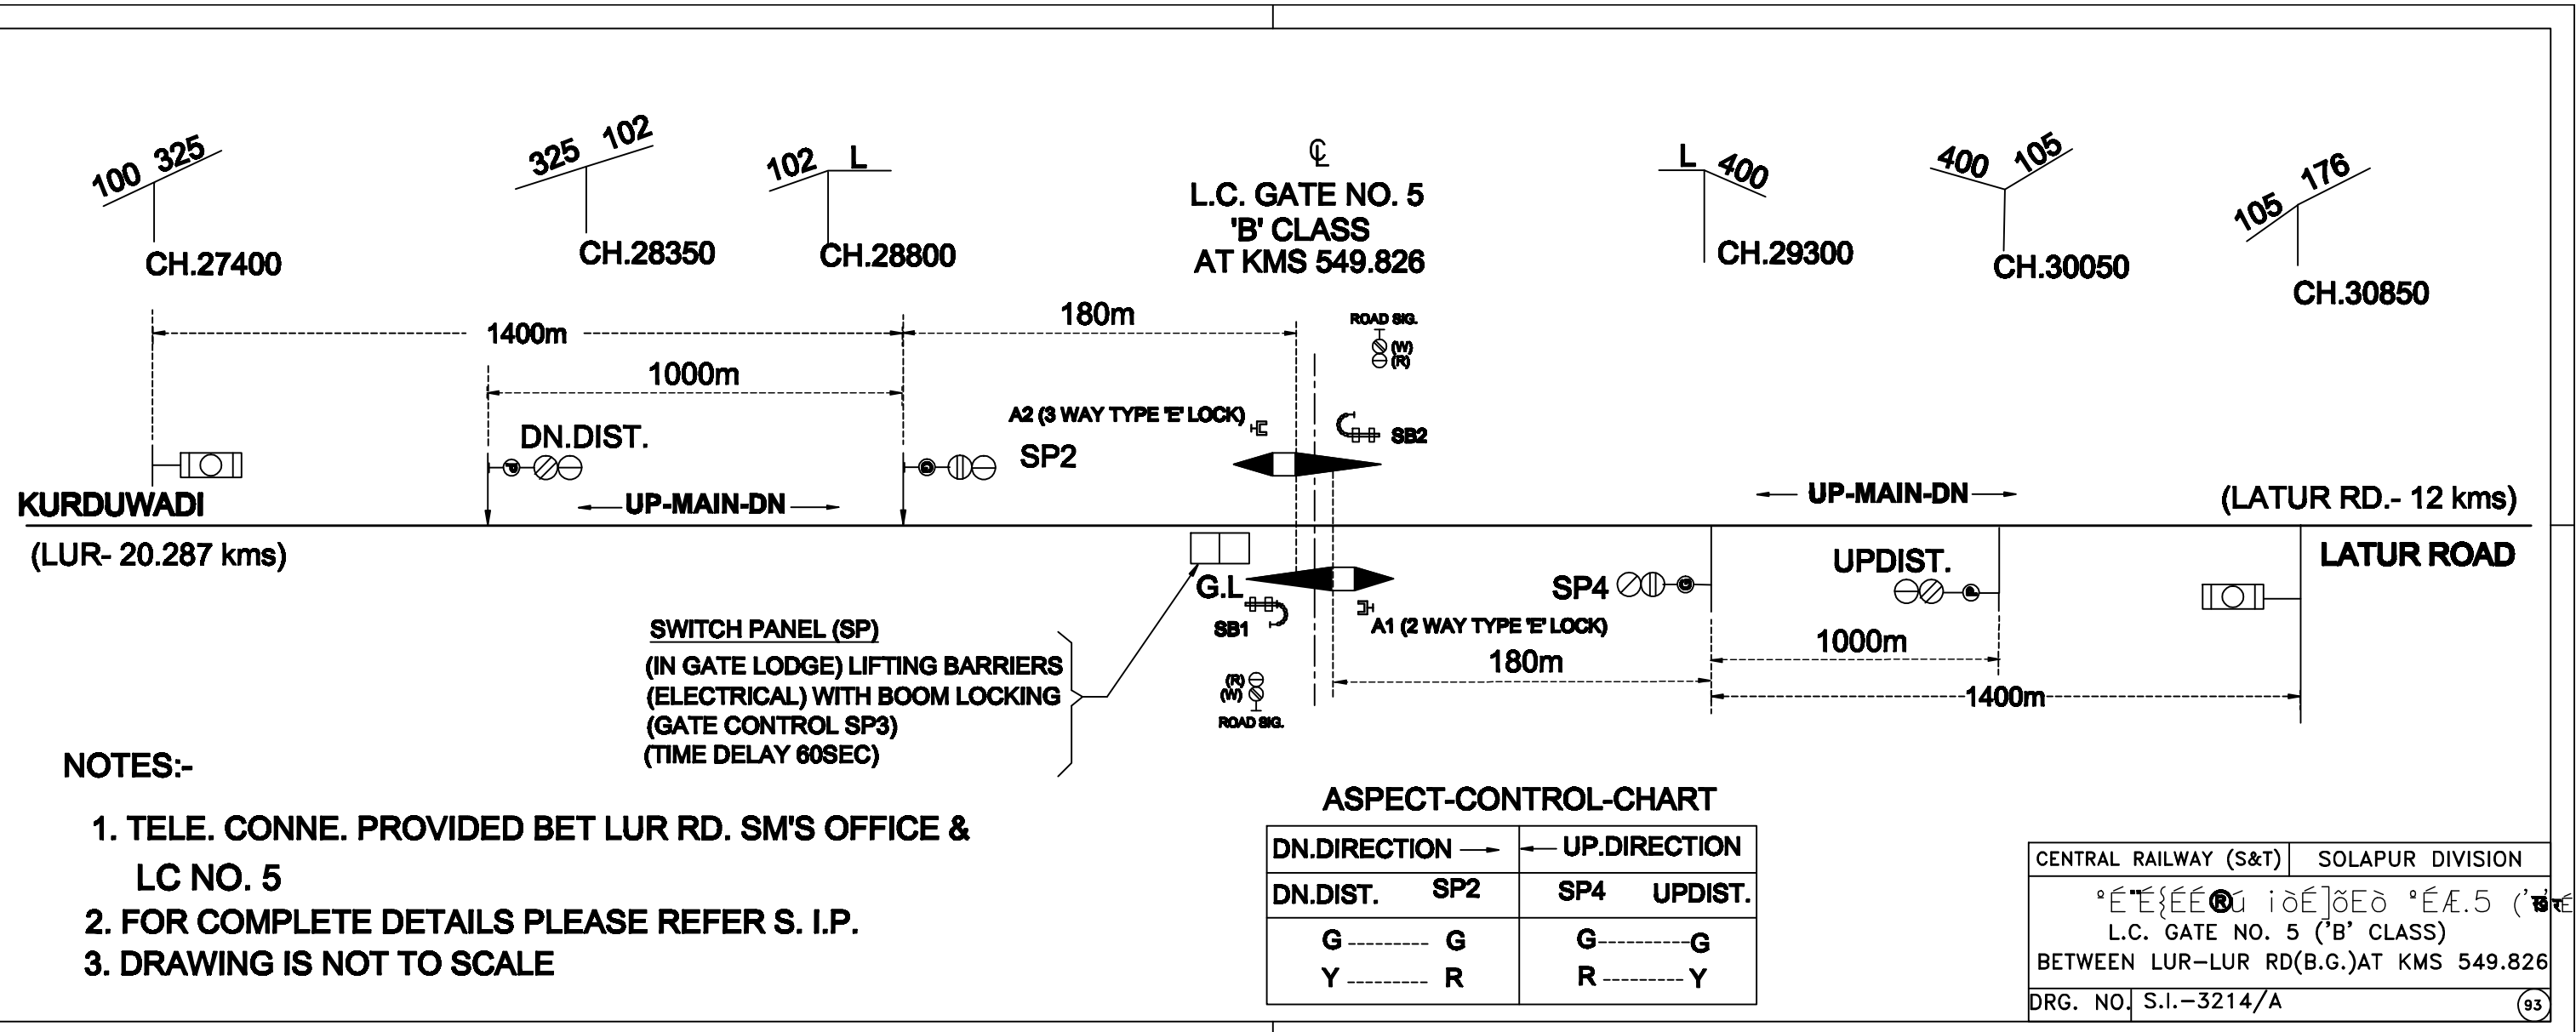 100 325
325 102
102 L
L 400
400 105
105 176
CH.27400
CH.28350
CH.28800
℄
L.C. GATE NO. 5
'B' CLASS
AT KMS 549.826
CH.29300
CH.30050
CH.30850
1400m
180m
1000m
ROAD SIG.
(W)
(R)
A2 (3 WAY TYPE 'E' LOCK)
SB2
DN.DIST.
P
G
SP2
KURDUWADI
UP-MAIN-DN
UP-MAIN-DN
(LATUR RD.- 12 kms)
(LUR- 20.287 kms)
LATUR ROAD
G.L
SB1
SP4
G
UPDIST.
P
A1 (2 WAY TYPE 'E' LOCK)
1000m
180m
1400m
(R)
(W)
ROAD SIG.
SWITCH PANEL (SP)
(IN GATE LODGE) LIFTING BARRIERS
(ELECTRICAL) WITH BOOM LOCKING
(GATE CONTROL SP3)
(TIME DELAY 60SEC)
NOTES:-
1. TELE. CONNE. PROVIDED BET LUR RD. SM'S OFFICE &
LC NO. 5
2. FOR COMPLETE DETAILS PLEASE REFER S. I.P.
3. DRAWING IS NOT TO SCALE
ASPECT-CONTROL-CHART
DN.DIRECTION UP.DIRECTION
DN.DIST. SP2 SP4 UPDIST.
G --------- G G ---------G
Y --------- R R --------- Y
CENTRAL RAILWAY (S&T) SOLAPUR DIVISION
L.C. GATE NO. 5 ('B' CLASS)
BETWEEN LUR-LUR RD(B.G.)AT KMS 549.826
DRG. NO. S.I.-3214/A 93